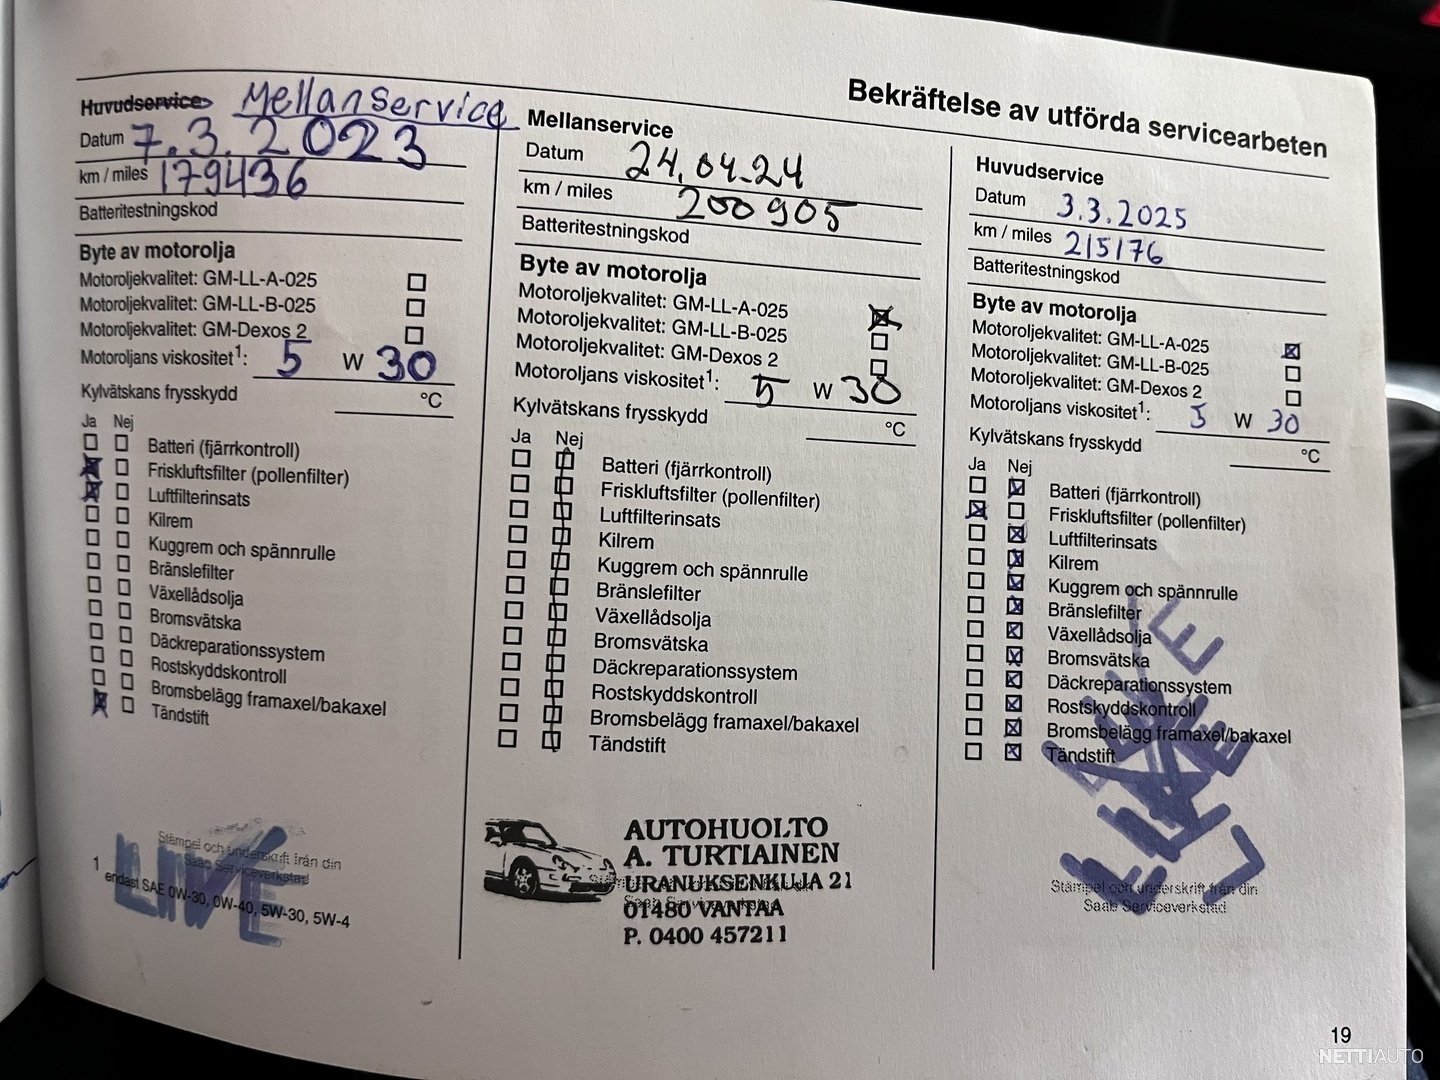 Bekräftelse av utförda servicearbeten
Huvudservice Mellanservice
Datum 7.3.2023
km / miles 179436
Batteritestningskod
Byte av motorolja
Motoroljekvalitet: GM-LL-A-025
Motoroljekvalitet: GM-LL-B-025
Motoroljekvalitet: GM-Dexos 2
Motoroljans viskositet1: 5 W 30
Kylvätskans frysskydd °C
Ja Nej
Batteri (fjärrkontroll)
Friskluftsfilter (pollenfilter)
Luftfilterinsats
Kilrem
Kuggrem och spännrulle
Bränslefilter
Växellådsolja
Bromsvätska
Däckreparationssystem
Rostskyddskontroll
Bromsbelägg framaxel/bakaxel
Tändstift
Stämpel och underskrift från din
Saab Serviceverkstad
LIVE
1 endast SAE 0W-30, 0W-40, 5W-30, 5W-4
Mellanservice
Datum 24.04.24
km / miles 200905
Batteritestningskod
Byte av motorolja
Motoroljekvalitet: GM-LL-A-025
Motoroljekvalitet: GM-LL-B-025
Motoroljekvalitet: GM-Dexos 2
Motoroljans viskositet1: 5 W 30
Kylvätskans frysskydd °C
Ja Nej
Batteri (fjärrkontroll)
Friskluftsfilter (pollenfilter)
Luftfilterinsats
Kilrem
Kuggrem och spännrulle
Bränslefilter
Växellådsolja
Bromsvätska
Däckreparationssystem
Rostskyddskontroll
Bromsbelägg framaxel/bakaxel
Tändstift
AUTOHUOLTO
A. TURTIAINEN
URANUKSENKUJA 21
01480 VANTAA
P. 0400 457211
Huvudservice
Datum 3.3.2025
km / miles 215176
Batteritestningskod
Byte av motorolja
Motoroljekvalitet: GM-LL-A-025
Motoroljekvalitet: GM-LL-B-025
Motoroljekvalitet: GM-Dexos 2
Motoroljans viskositet1: 5 W 30
Kylvätskans frysskydd °C
Ja Nej
Batteri (fjärrkontroll)
Friskluftsfilter (pollenfilter)
Luftfilterinsats
Kilrem
Kuggrem och spännrulle
Bränslefilter
Växellådsolja
Bromsvätska
Däckreparationssystem
Rostskyddskontroll
Bromsbelägg framaxel/bakaxel
Tändstift
Stämpel och underskrift från din
Saab Serviceverkstad
19
NETTIAUTO